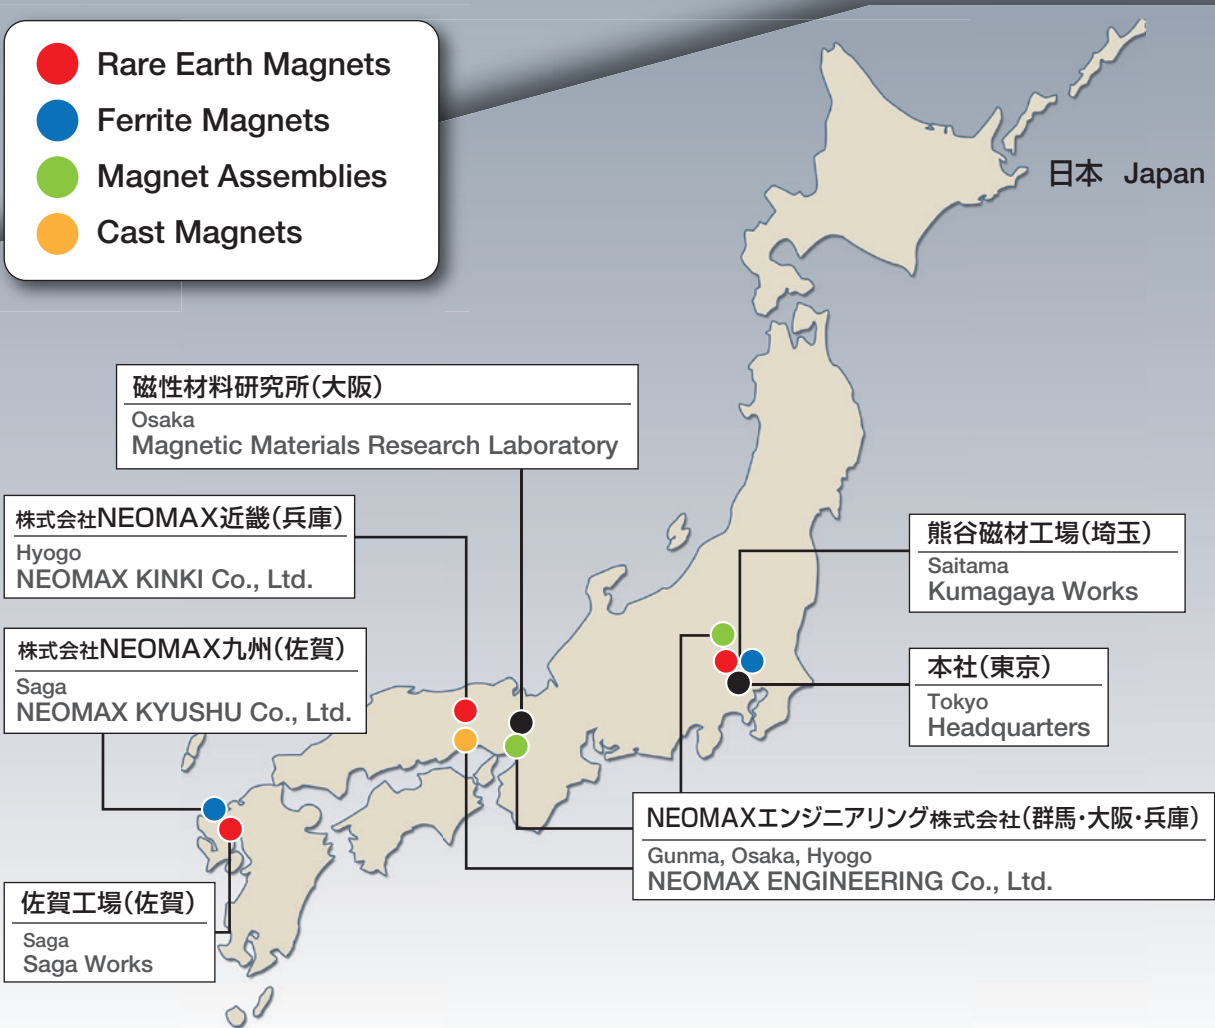 Rare Earth Magnets
Ferrite Magnets
Magnet Assemblies
Cast Magnets
日本 Japan
磁性材料研究所(大阪)
Osaka
Magnetic Materials Research Laboratory
株式会社NEOMAX近畿(兵庫)
Hyogo
NEOMAX KINKI Co., Ltd.
株式会社NEOMAX九州(佐賀)
Saga
NEOMAX KYUSHU Co., Ltd.
熊谷磁材工場(埼玉)
Saitama
Kumagaya Works
本社(東京)
Tokyo
Headquarters
NEOMAXエンジニアリング株式会社(群馬・大阪・兵庫)
Gunma, Osaka, Hyogo
NEOMAX ENGINEERING Co., Ltd.
佐賀工場(佐賀)
Saga
Saga Works